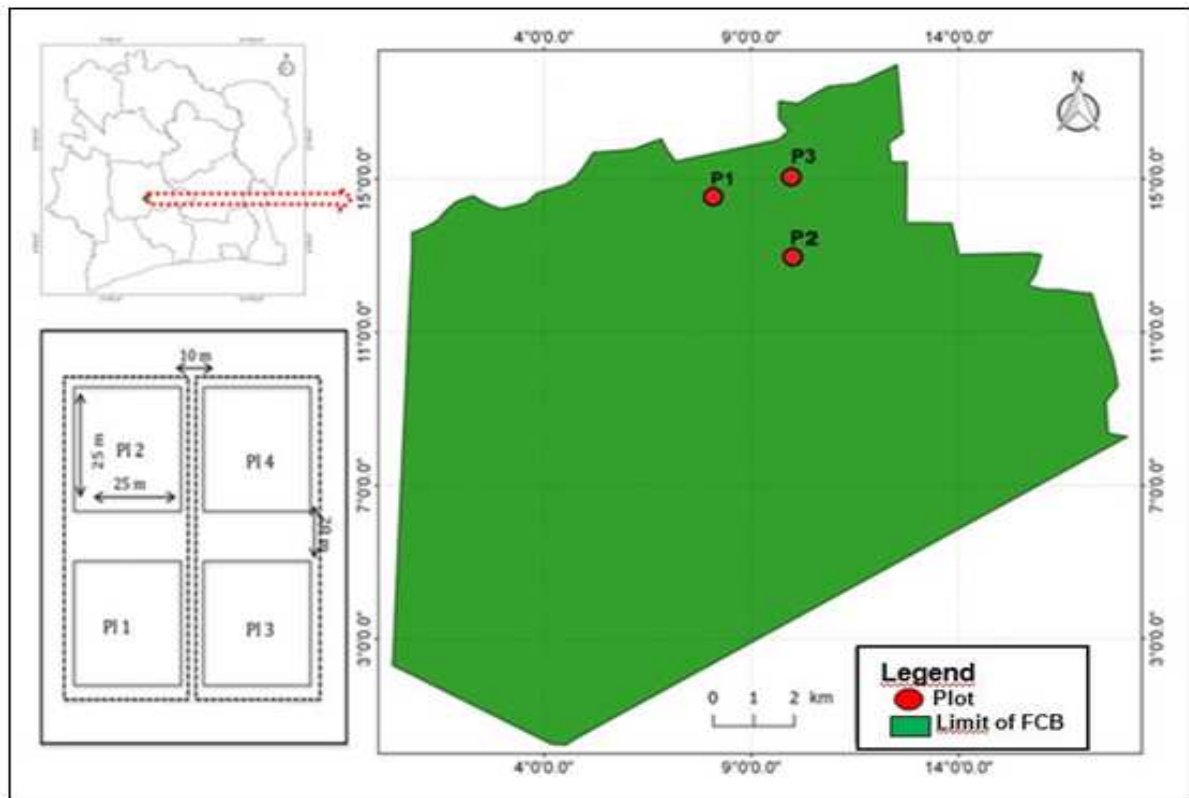 4°0'0.0" 9°0'0.0" 14°0'0.0"
N
15°0'0.0"
11°0'0.0"
7°0'0.0"
3°0'0.0"
P1
P3
P2
15°0'0.0"
11°0'0.0"
7°0'0.0"
3°0'0.0"
10 m
Pl 2
25 m
25 m
Pl 4
20 m
Pl 1
Pl 3
0 1 2 km
Legend
Plot
Limit of FCB
4°0'0.0" 9°0'0.0" 14°0'0.0"